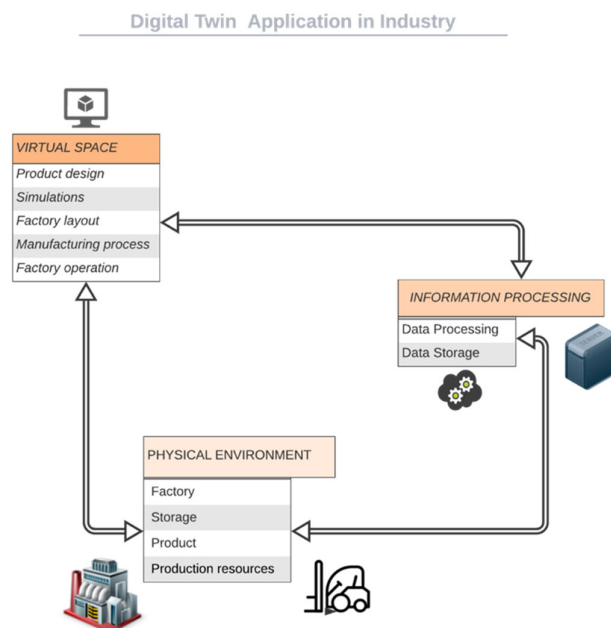 Digital Twin Application in Industry
VIRTUAL SPACE
Product design
Simulations
Factory layout
Manufacturing process
Factory operation
INFORMATION PROCESSING
Data Processing
Data Storage
SERVER
PHYSICAL ENVIRONMENT
Factory
Storage
Product
Production resources